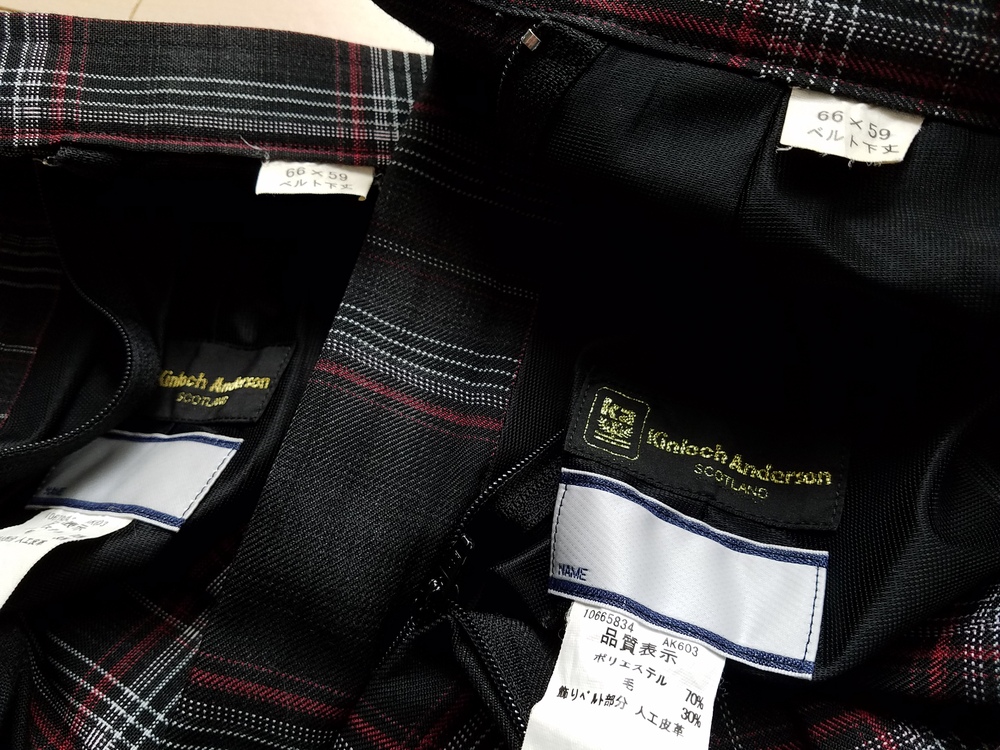 66×59
ベルト下丈
Kinloch Anderson
SCOTLAND
AK603
66×59
ベルト下丈
ka
Kinloch Anderson
SCOTLAND
NAME
10665834 AK603
品質表示
ポリエステル 70%
毛 30%
飾りベルト部分 人工皮革